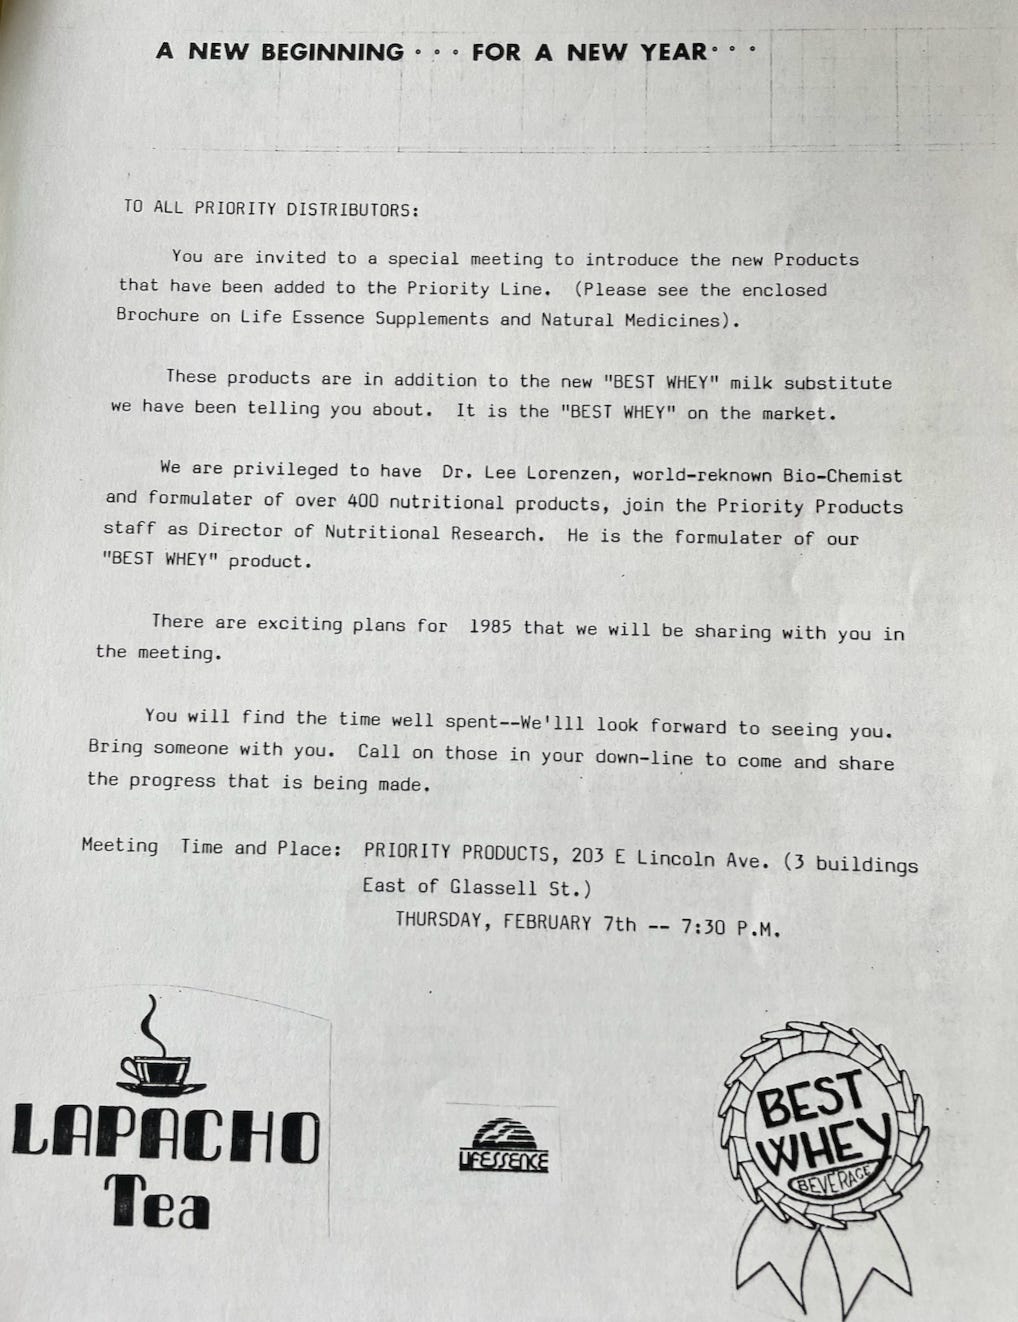 A NEW BEGINNING • • • FOR A NEW YEAR • • •
TO ALL PRIORITY DISTRIBUTORS:
You are invited to a special meeting to introduce the new Products
that have been added to the Priority Line. (Please see the enclosed
Brochure on Life Essence Supplements and Natural Medicines).
These products are in addition to the new "BEST WHEY" milk substitute
we have been telling you about. It is the "BEST WHEY" on the market.
We are privileged to have Dr. Lee Lorenzen, world-reknown Bio-Chemist
and formulater of over 400 nutritional products, join the Priority Products
staff as Director of Nutritional Research. He is the formulater of our
"BEST WHEY" product.
There are exciting plans for 1985 that we will be sharing with you in
the meeting.
You will find the time well spent--We'lll look forward to seeing you.
Bring someone with you. Call on those in your down-line to come and share
the progress that is being made.
Meeting Time and Place: PRIORITY PRODUCTS, 203 E Lincoln Ave. (3 buildings
East of Glassell St.)
THURSDAY, FEBRUARY 7th -- 7:30 P.M.
LAPACHO
Tea
LIFESSENCE
BEST
WHEY
BEVERAGE